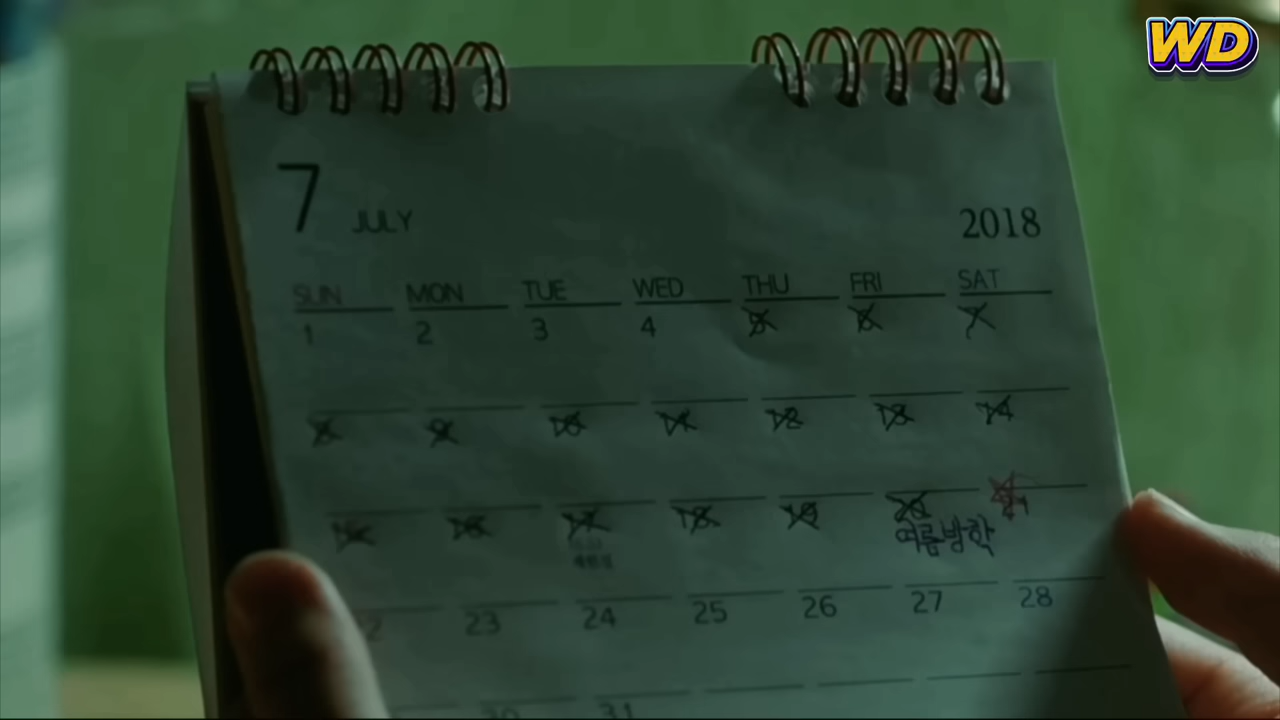 WD
7 JULY 2018
SUN MON TUE WED THU FRI SAT
1 2 3 4 5 6 7
8 9 10 11 12 13 14
15 16 17 18 19 20 21
여름방학
23 24 25 26 27 28
30 31